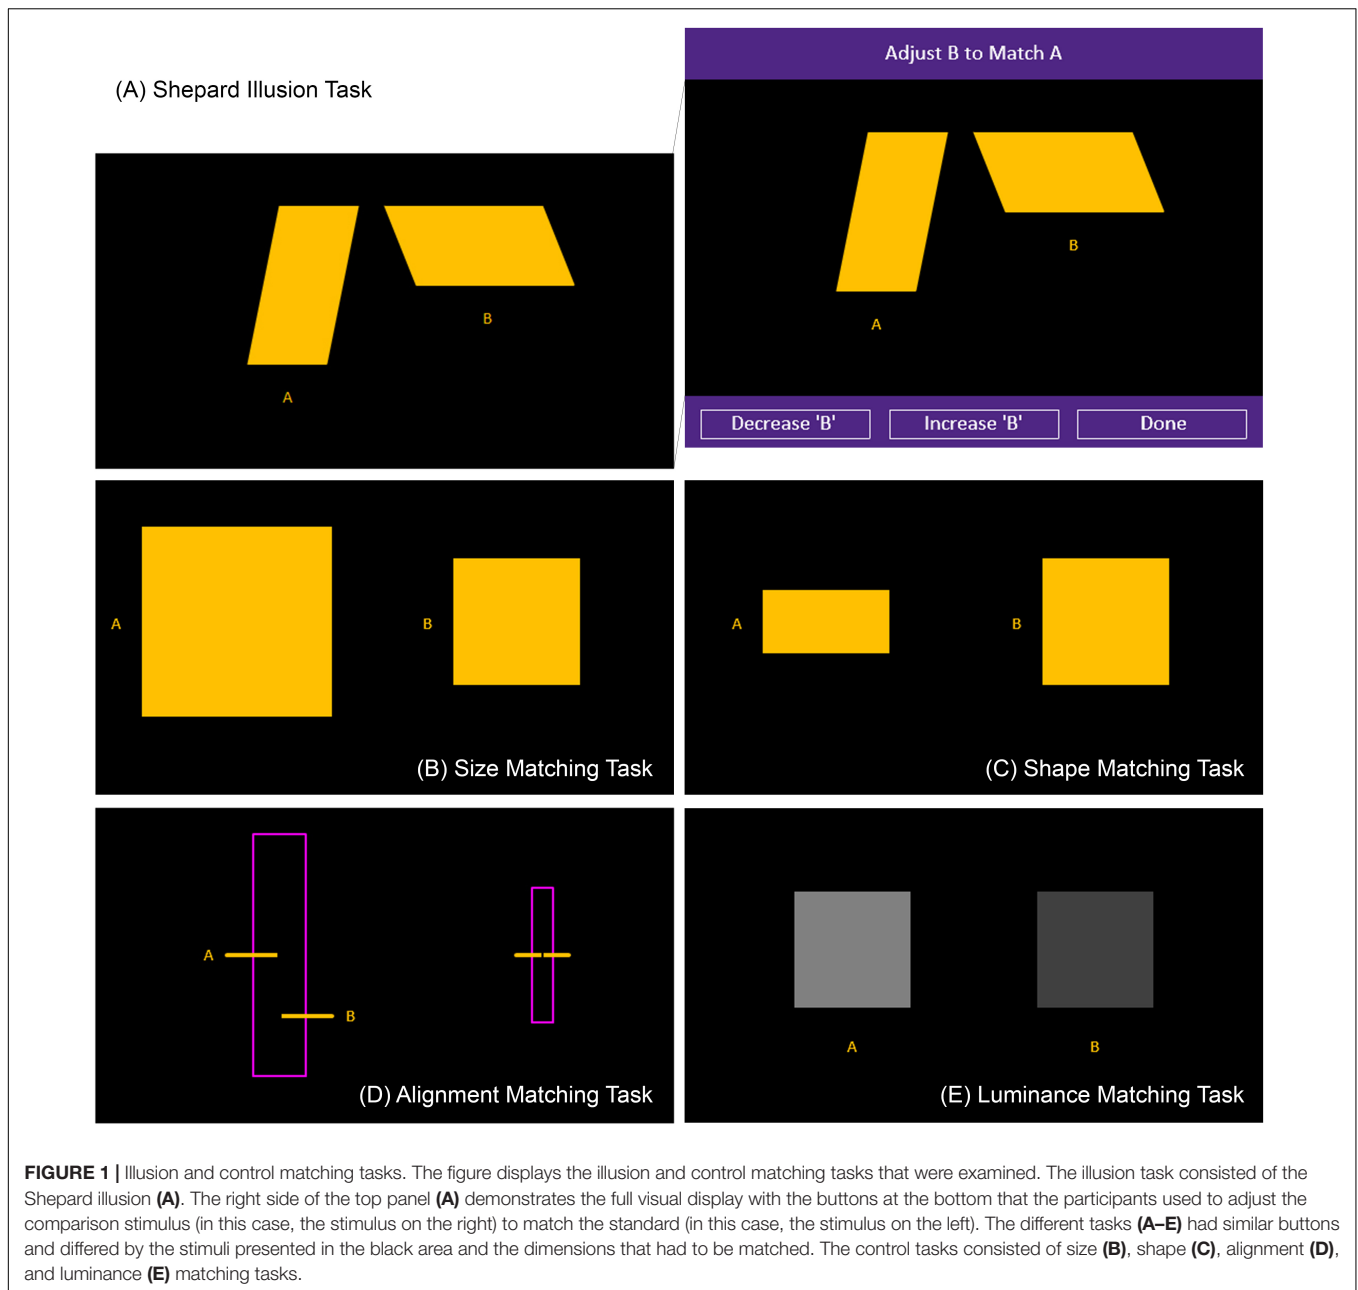 (A) Shepard Illusion Task
Adjust B to Match A
A
B
A
B
Decrease 'B'
Increase 'B'
Done
A
B
(B) Size Matching Task
A
B
(C) Shape Matching Task
A
B
(D) Alignment Matching Task
A
B
(E) Luminance Matching Task
FIGURE 1 | Illusion and control matching tasks. The figure displays the illusion and control matching tasks that were examined. The illusion task consisted of the
Shepard illusion (A). The right side of the top panel (A) demonstrates the full visual display with the buttons at the bottom that the participants used to adjust the
comparison stimulus (in this case, the stimulus on the right) to match the standard (in this case, the stimulus on the left). The different tasks (A–E) had similar buttons
and differed by the stimuli presented in the black area and the dimensions that had to be matched. The control tasks consisted of size (B), shape (C), alignment (D),
and luminance (E) matching tasks.